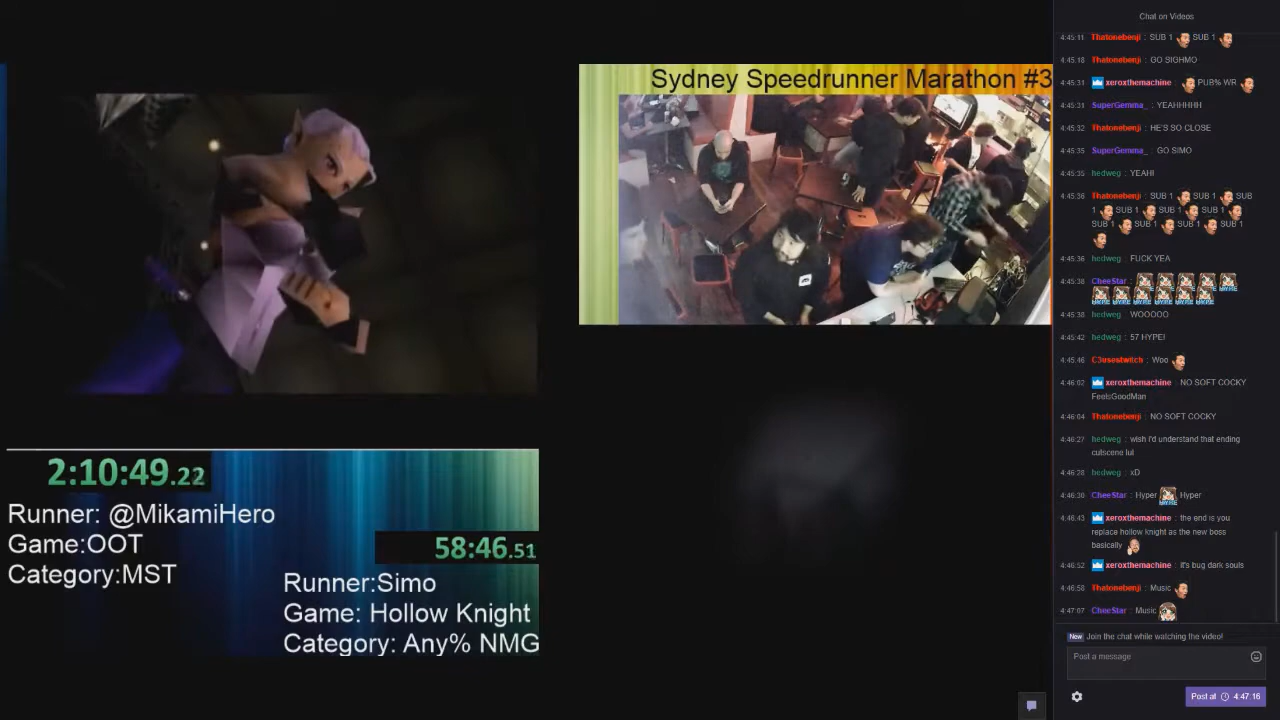 Sydney Speedrunner Marathon #3
2:10:49.22
Runner: @MikamiHero
Game:OOT
Category:MST
58:46.51
Runner:Simo
Game: Hollow Knight
Category: Any% NMG
Chat on Videos
4:45:11 Thatonebenji : SUB 1 SUB 1
4:45:18 Thatonebenji : GO SIGHMO
4:45:31 xeroxthemachine : PUB% WR
4:45:31 SuperGemma_ : YEAHHHHH
4:45:32 Thatonebenji : HE'S SO CLOSE
4:45:35 SuperGemma_ : GO SIMO
4:45:35 hedweg : YEAH!
4:45:36 Thatonebenji : SUB 1 SUB 1 SUB
1 SUB 1 SUB 1 SUB 1
SUB 1 SUB 1 SUB 1 SUB 1
4:45:36 hedweg : FUCK YEA
4:45:38 CheeStar :
4:45:38 hedweg : WOOOOO
4:45:42 hedweg : 57 HYPE!
4:45:46 C3usestwitch : Woo
4:46:02 xeroxthemachine : NO SOFT COCKY
FeelsGoodMan
4:46:04 Thatonebenji : NO SOFT COCKY
4:46:27 hedweg : wish I'd understand that ending
cutscene lul
4:46:28 hedweg : xD
4:46:30 CheeStar : Hyper Hyper
4:46:43 xeroxthemachine : the end is you
replace hollow knight as the new boss
basically
4:46:52 xeroxthemachine : it's bug dark souls
4:46:58 Thatonebenji : Music
4:47:07 CheeStar : Music
New Join the chat while watching the video!
Post a message
Post at 4:47:16